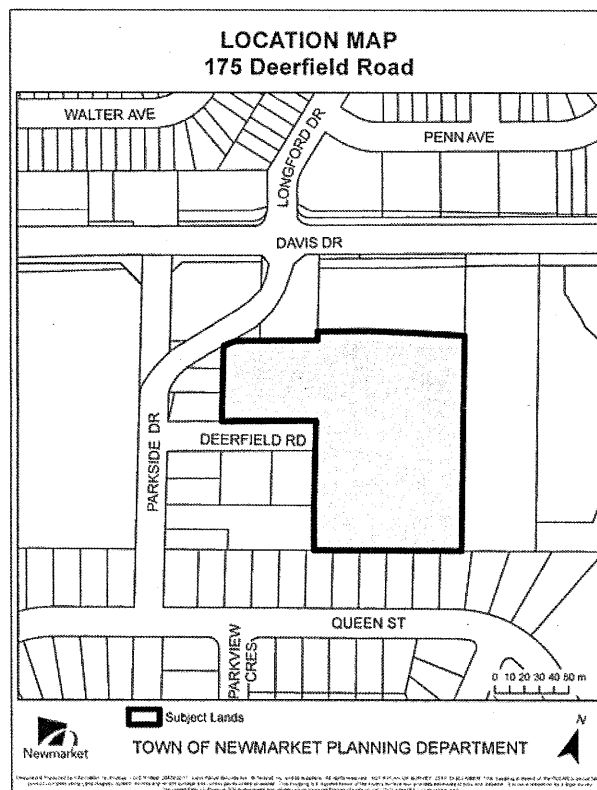 LOCATION MAP
175 Deerfield Road
WALTER AVE
LONGFORD DR
PENN AVE
DAVIS DR
PARKSIDE DR
DEERFIELD RD
QUEEN ST
PARKVIEW
CRES
0 10 20 30 40 50 m
Subject Lands
N
Newmarket
TOWN OF NEWMARKET PLANNING DEPARTMENT